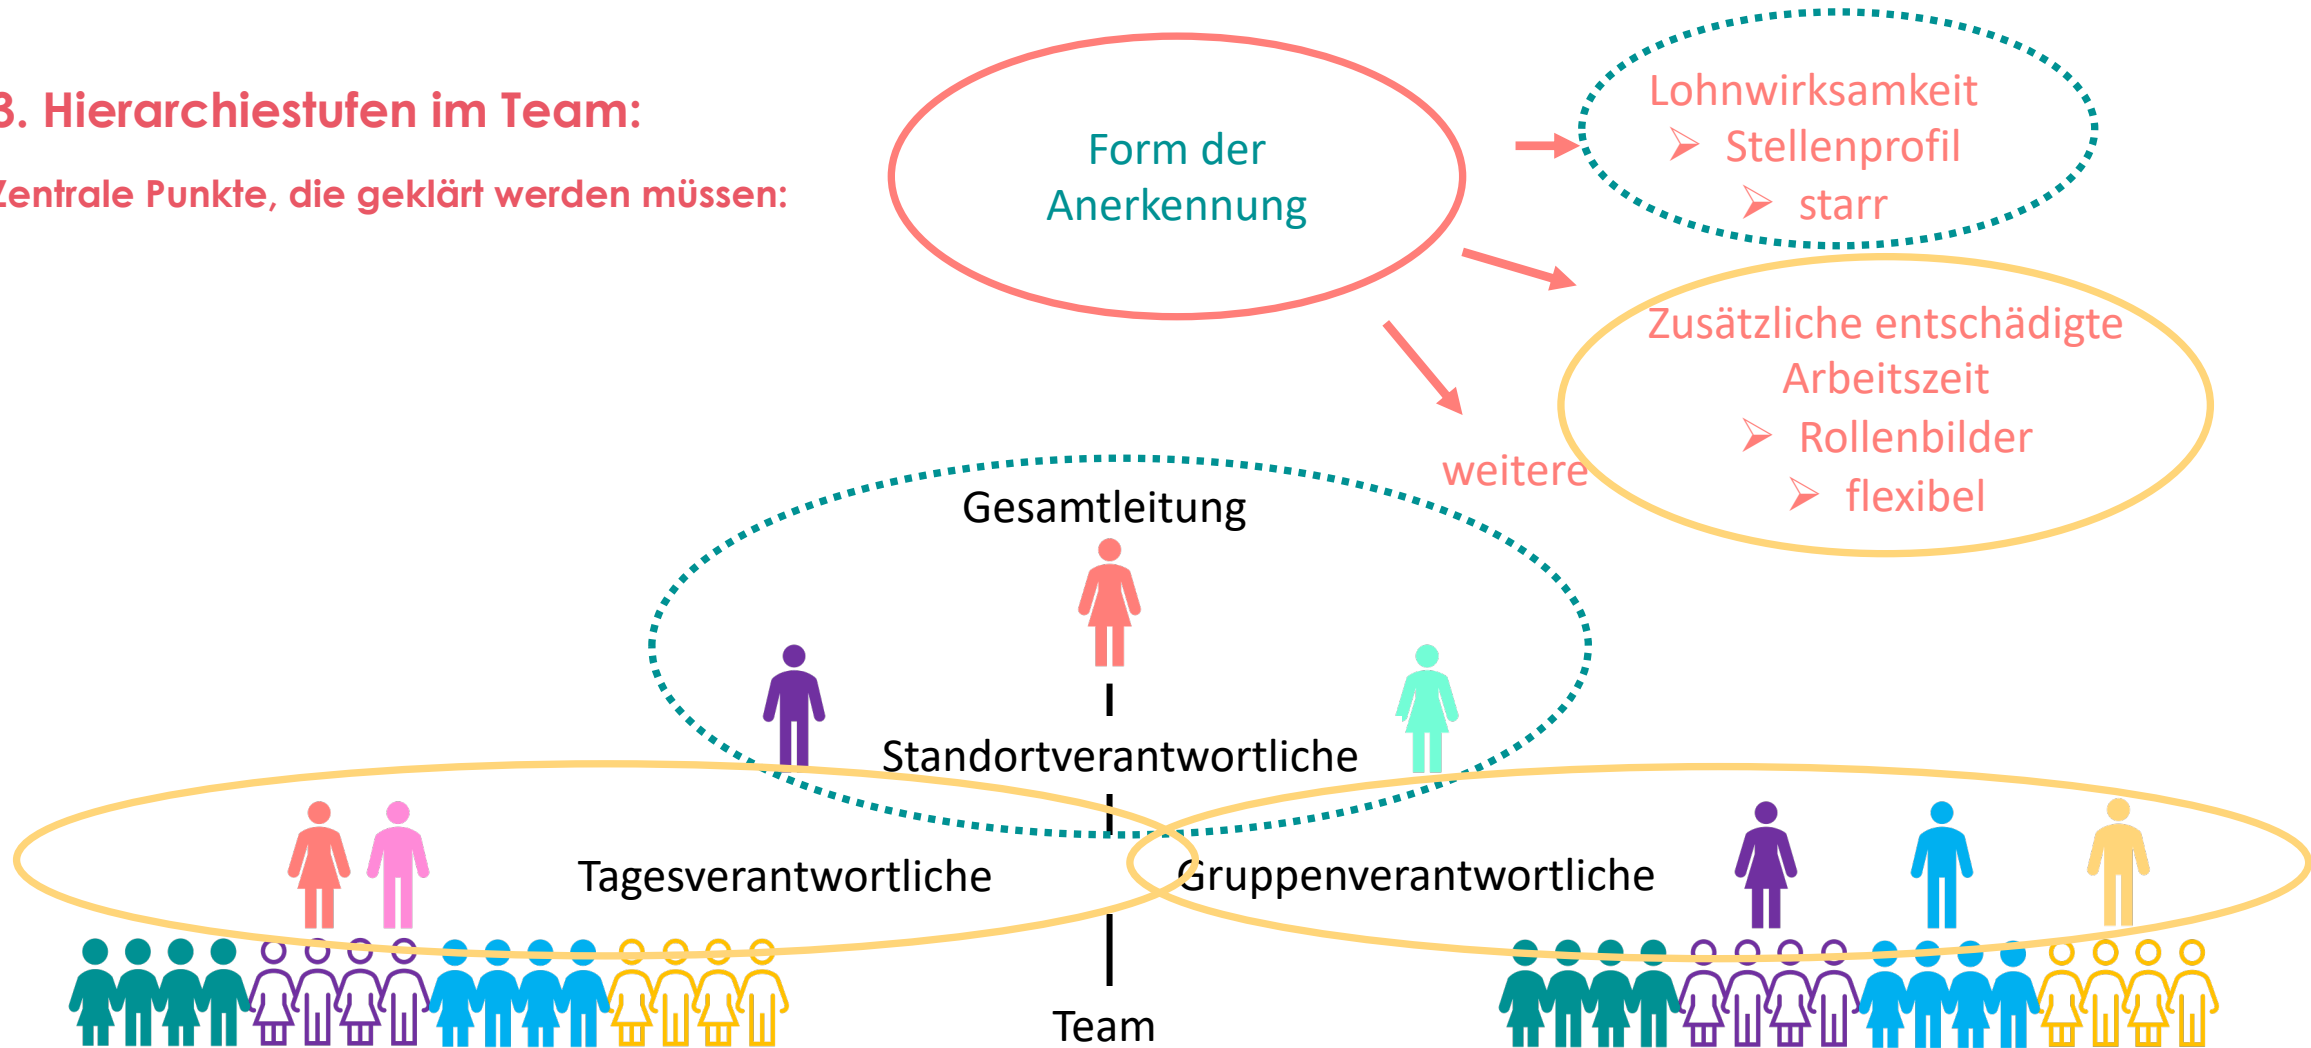 3. Hierarchiestufen im Team:
Zentrale Punkte, die geklärt werden müssen:
Form der
Anerkennung
Lohnwirksamkeit
➢ Stellenprofil
➢ starr
Zusätzliche entschädigte
Arbeitszeit
➢ Rollenbilder
➢ flexibel
weitere
Gesamtleitung
Standortverantwortliche
Tagesverantwortliche
Gruppenverantwortliche
Team